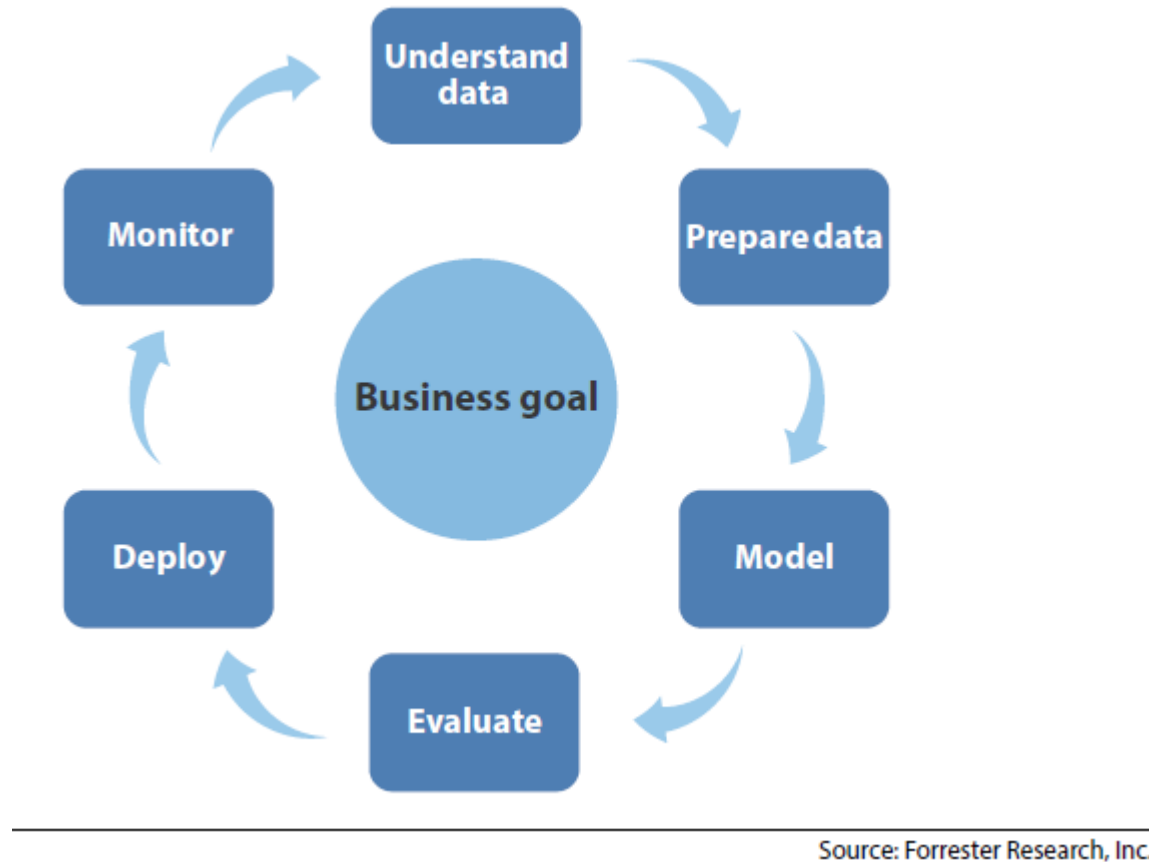 Understand
data
Prepare data
Model
Evaluate
Deploy
Monitor
Business goal
Source: Forrester Research, Inc.